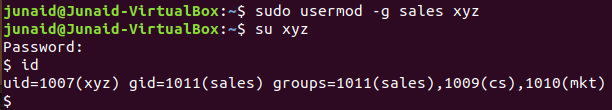 junaid@Junaid-VirtualBox:~$ sudo usermod -g sales xyz
junaid@Junaid-VirtualBox:~$ su xyz
Password:
$ id
uid=1007(xyz) gid=1011(sales) groups=1011(sales),1009(cs),1010(mkt)
$